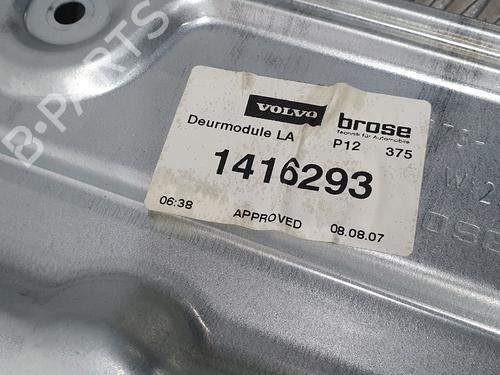 B-PARTS
VOLVO
brose
Technik für Automobile
Deurmodule LA P12 375
1416293
06:38 APPROVED 08.08.07